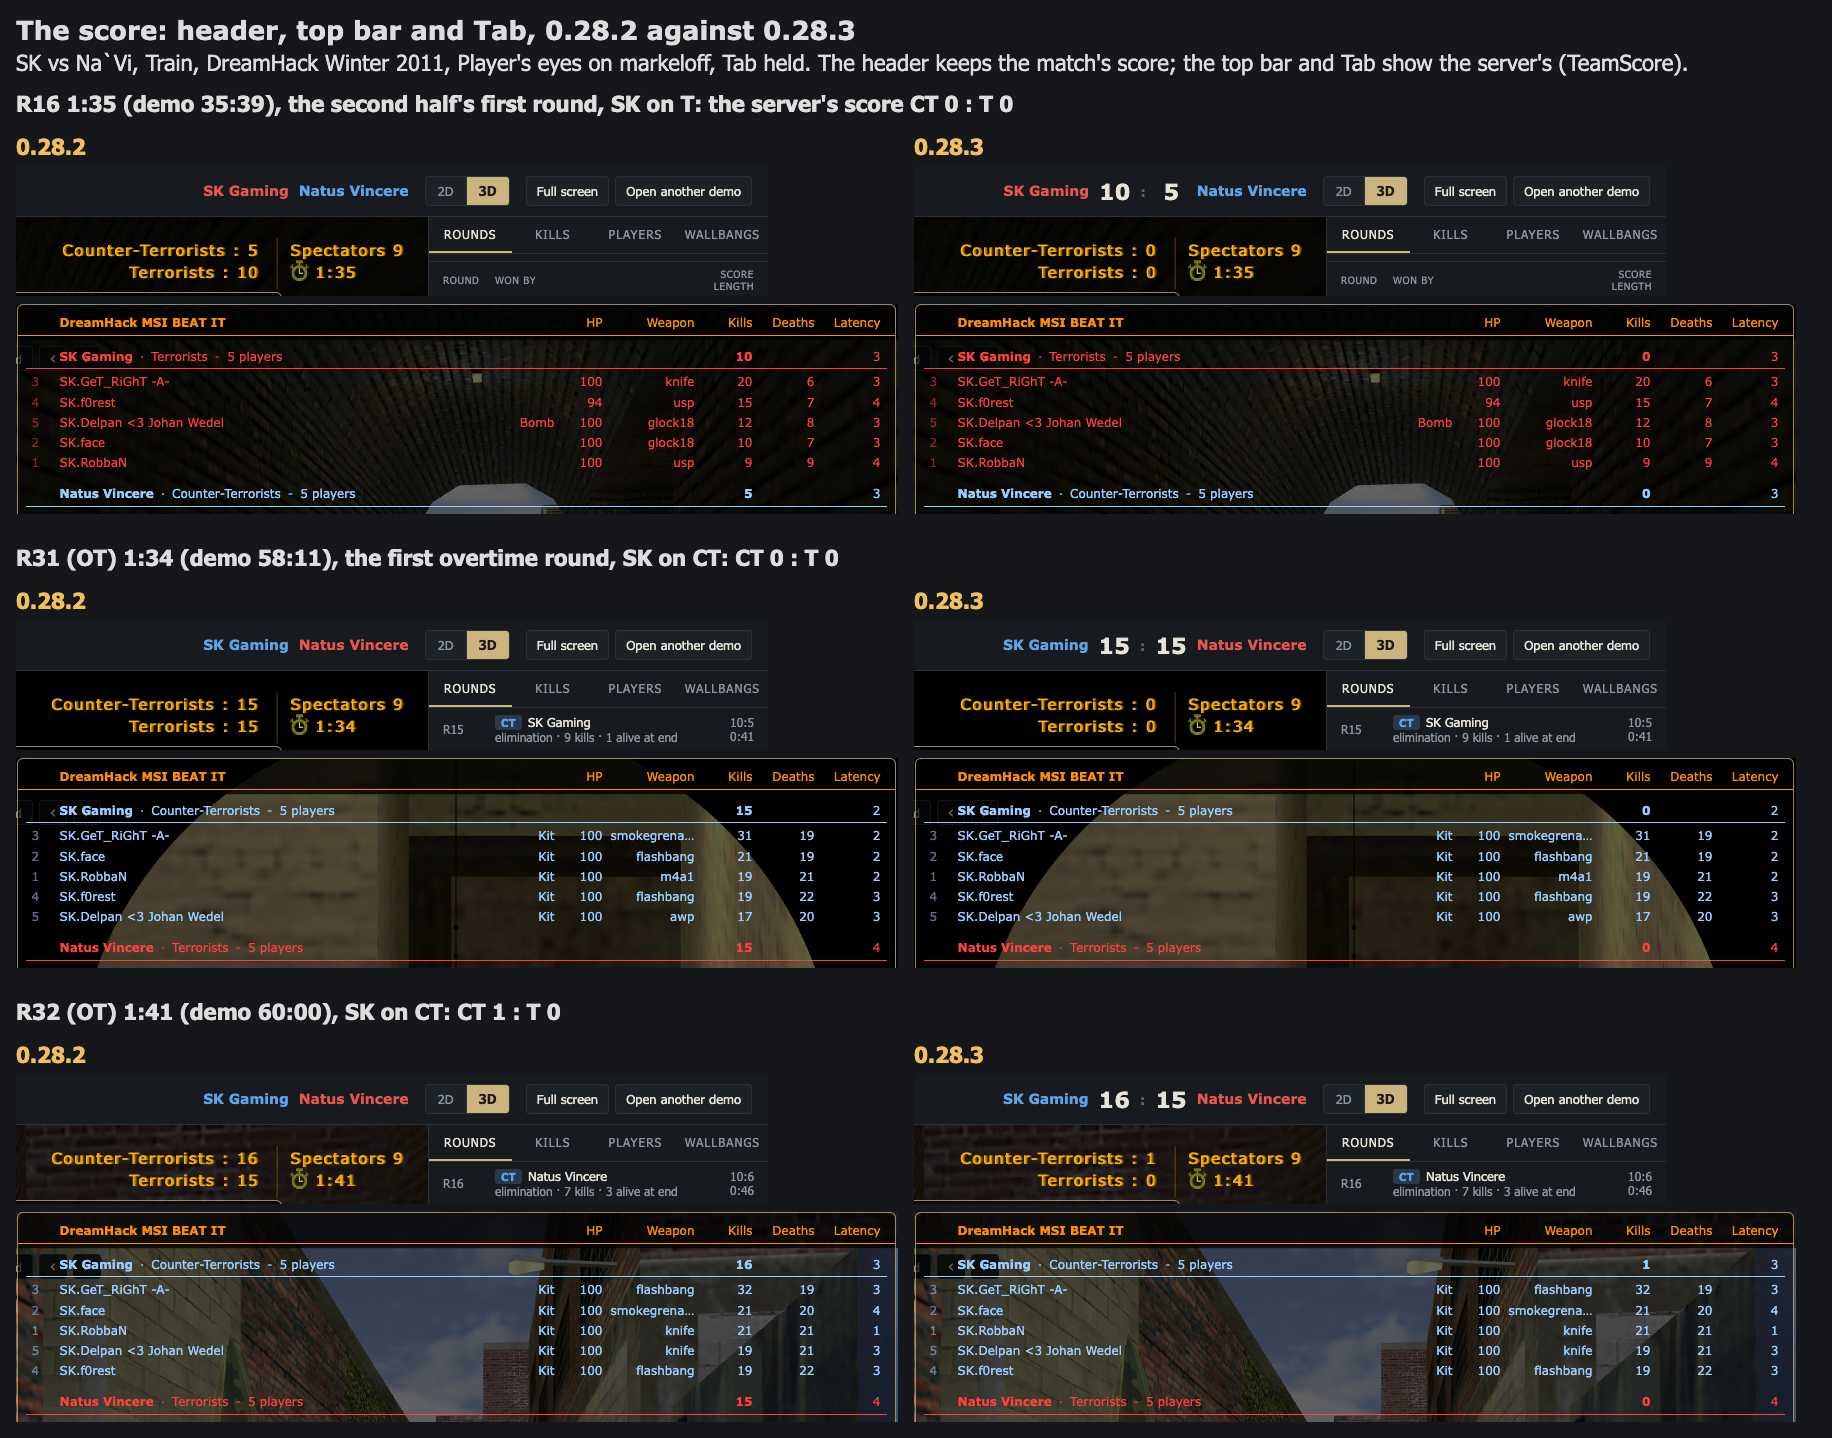 The score: header, top bar and Tab, 0.28.2 against 0.28.3
SK vs Na`Vi, Train, DreamHack Winter 2011, Player's eyes on markeloff, Tab held. The header keeps the match's score; the top bar and Tab show the server's (TeamScore).
R16 1:35 (demo 35:39), the second half's first round, SK on T: the server's score CT 0 : T 0
0.28.2
SK Gaming Natus Vincere 2D 3D Full screen Open another demo
Counter-Terrorists : 5 Spectators 9
Terrorists : 10 1:35
ROUNDS KILLS PLAYERS WALLBANGS
ROUND WON BY SCORE LENGTH
DreamHack MSI BEAT IT HP Weapon Kills Deaths Latency
d ‹ SK Gaming · Terrorists - 5 players 10 3
3 SK.GeT_RiGhT -A- 100 knife 20 6 3
4 SK.f0rest 94 usp 15 7 4
5 SK.Delpan <3 Johan Wedel Bomb 100 glock18 12 8 3
2 SK.face 100 glock18 10 7 3
1 SK.RobbaN 100 usp 9 9 4
Natus Vincere · Counter-Terrorists - 5 players 5 3
0.28.3
SK Gaming 10 : 5 Natus Vincere 2D 3D Full screen Open another demo
Counter-Terrorists : 0 Spectators 9
Terrorists : 0 1:35
ROUNDS KILLS PLAYERS WALLBANGS
ROUND WON BY SCORE LENGTH
DreamHack MSI BEAT IT HP Weapon Kills Deaths Latency
d ‹ SK Gaming · Terrorists - 5 players 0 3
3 SK.GeT_RiGhT -A- 100 knife 20 6 3
4 SK.f0rest 94 usp 15 7 4
5 SK.Delpan <3 Johan Wedel Bomb 100 glock18 12 8 3
2 SK.face 100 glock18 10 7 3
1 SK.RobbaN 100 usp 9 9 4
Natus Vincere · Counter-Terrorists - 5 players 0 3
R31 (OT) 1:34 (demo 58:11), the first overtime round, SK on CT: CT 0 : T 0
0.28.2
SK Gaming Natus Vincere 2D 3D Full screen Open another demo
Counter-Terrorists : 15 Spectators 9
Terrorists : 15 1:34
ROUNDS KILLS PLAYERS WALLBANGS
R15 CT SK Gaming 10:5
elimination · 9 kills · 1 alive at end 0:41
DreamHack MSI BEAT IT HP Weapon Kills Deaths Latency
d ‹ SK Gaming · Counter-Terrorists - 5 players 15 2
3 SK.GeT_RiGhT -A- Kit 100 smokegrena... 31 19 2
2 SK.face Kit 100 flashbang 21 19 2
1 SK.RobbaN Kit 100 m4a1 19 21 2
4 SK.f0rest Kit 100 flashbang 19 22 3
5 SK.Delpan <3 Johan Wedel Kit 100 awp 17 20 3
Natus Vincere · Terrorists - 5 players 15 4
0.28.3
SK Gaming 15 : 15 Natus Vincere 2D 3D Full screen Open another demo
Counter-Terrorists : 0 Spectators 9
Terrorists : 0 1:34
ROUNDS KILLS PLAYERS WALLBANGS
R15 CT SK Gaming 10:5
elimination · 9 kills · 1 alive at end 0:41
DreamHack MSI BEAT IT HP Weapon Kills Deaths Latency
d ‹ SK Gaming · Counter-Terrorists - 5 players 0 2
3 SK.GeT_RiGhT -A- Kit 100 smokegrena... 31 19 2
2 SK.face Kit 100 flashbang 21 19 2
1 SK.RobbaN Kit 100 m4a1 19 21 2
4 SK.f0rest Kit 100 flashbang 19 22 3
5 SK.Delpan <3 Johan Wedel Kit 100 awp 17 20 3
Natus Vincere · Terrorists - 5 players 0 4
R32 (OT) 1:41 (demo 60:00), SK on CT: CT 1 : T 0
0.28.2
SK Gaming Natus Vincere 2D 3D Full screen Open another demo
Counter-Terrorists : 16 Spectators 9
Terrorists : 15 1:41
ROUNDS KILLS PLAYERS WALLBANGS
R16 CT Natus Vincere 10:6
elimination · 7 kills · 3 alive at end 0:46
DreamHack MSI BEAT IT HP Weapon Kills Deaths Latency
d ‹ SK Gaming · Counter-Terrorists - 5 players 16 3
3 SK.GeT_RiGhT -A- Kit 100 flashbang 32 19 3
2 SK.face Kit 100 smokegrena... 21 20 4
1 SK.RobbaN Kit 100 knife 21 21 1
5 SK.Delpan <3 Johan Wedel Kit 100 knife 19 21 3
4 SK.f0rest Kit 100 flashbang 19 22 3
Natus Vincere · Terrorists - 5 players 15 4
0.28.3
SK Gaming 16 : 15 Natus Vincere 2D 3D Full screen Open another demo
Counter-Terrorists : 1 Spectators 9
Terrorists : 0 1:41
ROUNDS KILLS PLAYERS WALLBANGS
R16 CT Natus Vincere 10:6
elimination · 7 kills · 3 alive at end 0:46
DreamHack MSI BEAT IT HP Weapon Kills Deaths Latency
d ‹ SK Gaming · Counter-Terrorists - 5 players 1 3
3 SK.GeT_RiGhT -A- Kit 100 flashbang 32 19 3
2 SK.face Kit 100 smokegrena... 21 20 4
1 SK.RobbaN Kit 100 knife 21 21 1
5 SK.Delpan <3 Johan Wedel Kit 100 knife 19 21 3
4 SK.f0rest Kit 100 flashbang 19 22 3
Natus Vincere · Terrorists - 5 players 0 4